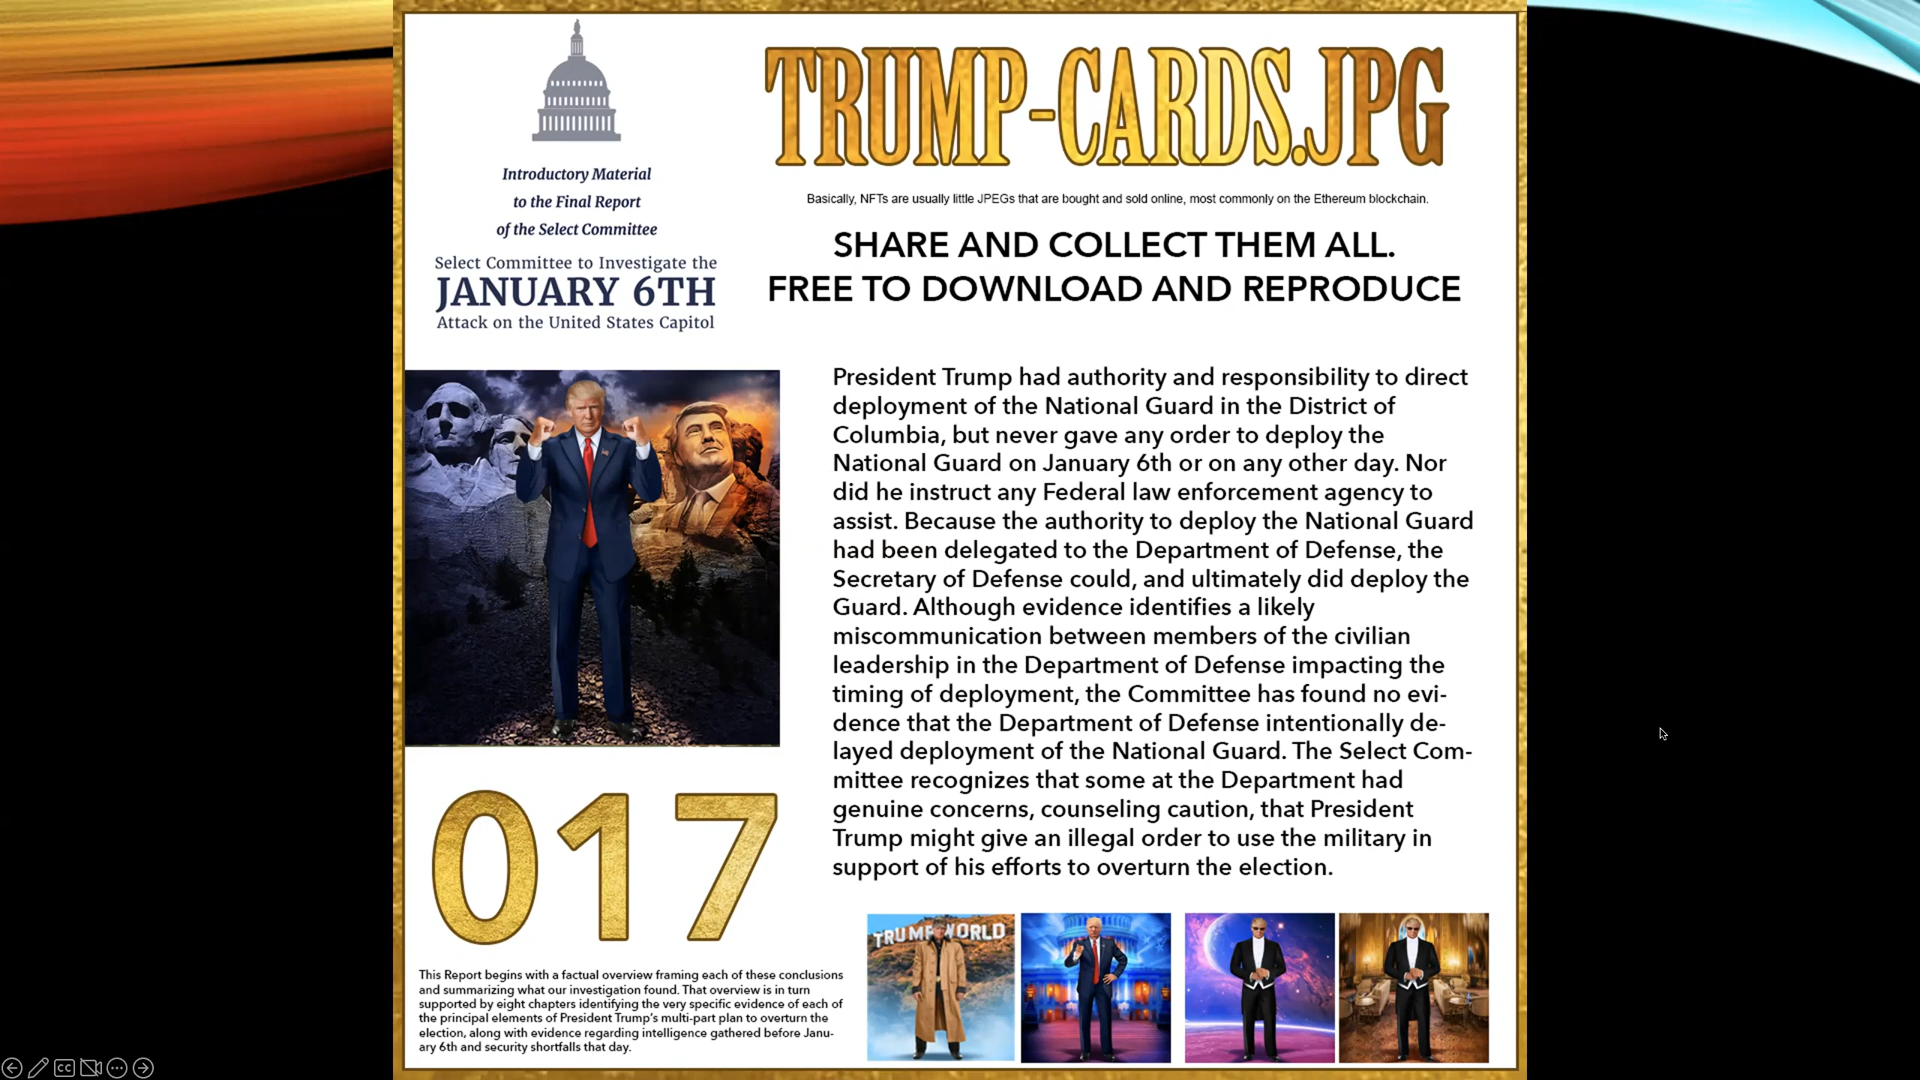 TRUMP-CARDS.JPG
Introductory Material
to the Final Report
of the Select Committee
Select Committee to Investigate the
JANUARY 6TH
Attack on the United States Capitol
Basically, NFTs are usually little JPEGs that are bought and sold online, most commonly on the Ethereum blockchain.
SHARE AND COLLECT THEM ALL.
FREE TO DOWNLOAD AND REPRODUCE
President Trump had authority and responsibility to direct
deployment of the National Guard in the District of
Columbia, but never gave any order to deploy the
National Guard on January 6th or on any other day. Nor
did he instruct any Federal law enforcement agency to
assist. Because the authority to deploy the National Guard
had been delegated to the Department of Defense, the
Secretary of Defense could, and ultimately did deploy the
Guard. Although evidence identifies a likely
miscommunication between members of the civilian
leadership in the Department of Defense impacting the
timing of deployment, the Committee has found no evi-
dence that the Department of Defense intentionally de-
layed deployment of the National Guard. The Select Com-
mittee recognizes that some at the Department had
genuine concerns, counseling caution, that President
Trump might give an illegal order to use the military in
support of his efforts to overturn the election.
017
This Report begins with a factual overview framing each of these conclusions
and summarizing what our investigation found. That overview is in turn
supported by eight chapters identifying the very specific evidence of each of
the principal elements of President Trump's multi-part plan to overturn the
election, along with evidence regarding intelligence gathered before Janu-
ary 6th and security shortfalls that day.
TRUMP WORLD
CC